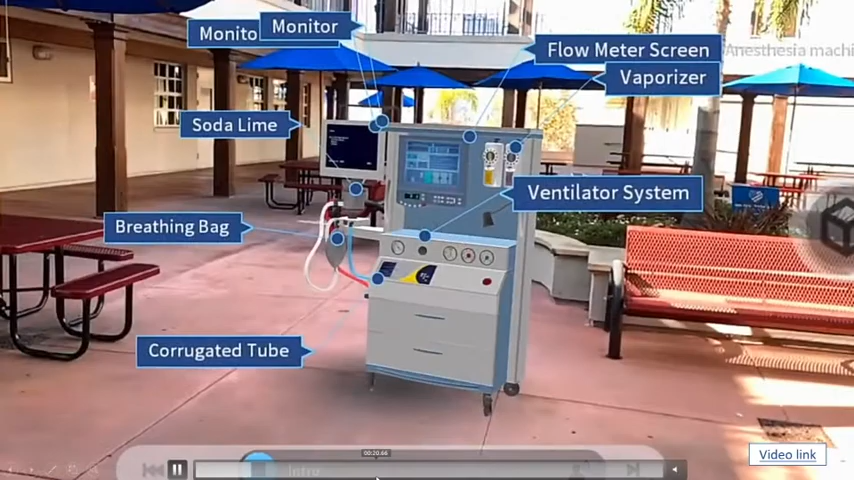 Monito
Monitor
Flow Meter Screen
Anesthesia machi
Vaporizer
Soda Lime
Ventilator System
Breathing Bag
Corrugated Tube
Video link
00:20.66
Intro